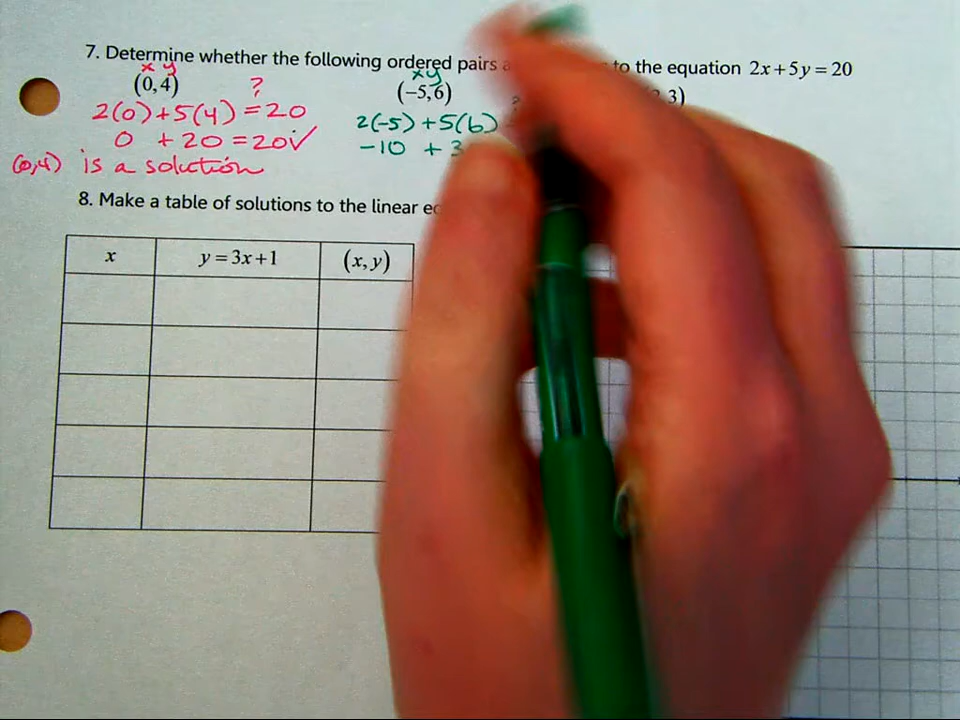 7. Determine whether the following ordered pairs to the equation 2x+5y=20
x y
(0,4)
?
x y
(-5,6)
3)
2(0)+5(4)=20
2(-5)+5(6)
?
0 +20=20✓
-10 +3
(0,4) is a solution
8. Make a table of solutions to the linear
x y=3x+1 (x,y)